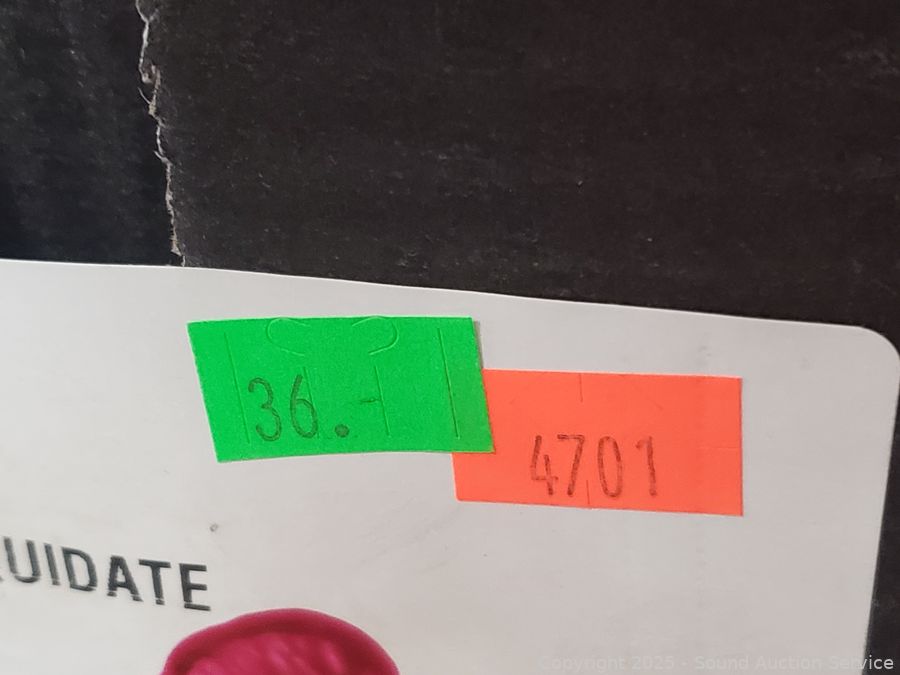 36.-
4701
UIDATE
Copyright 2025 - Sound Auction Service